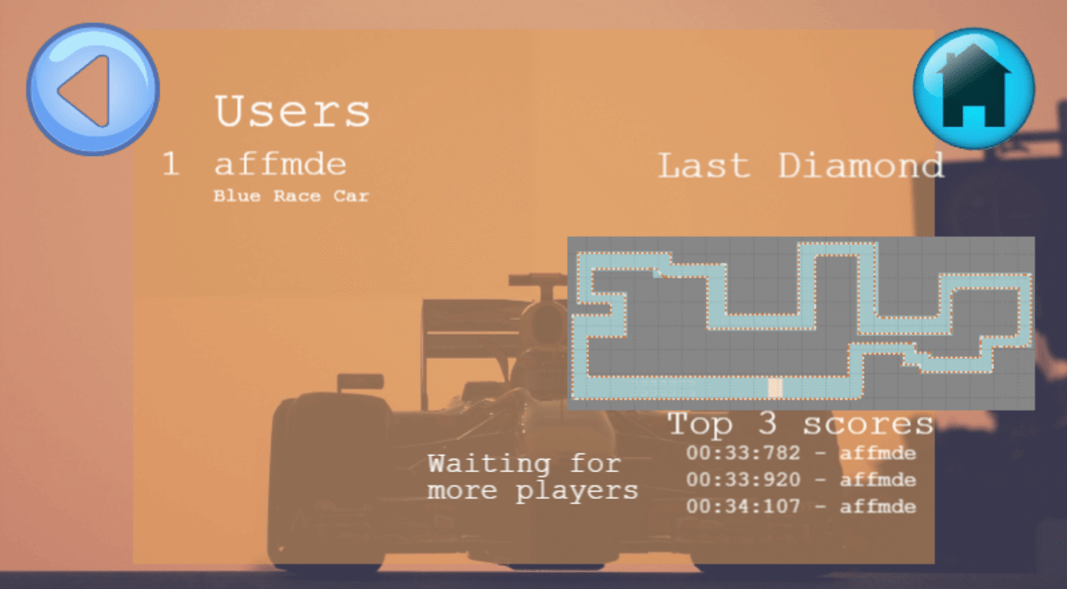 Users
1 affmde
Blue Race Car
Last Diamond
Top 3 scores
00:33:782 - affmde
00:33:920 - affmde
00:34:107 - affmde
Waiting for
more players